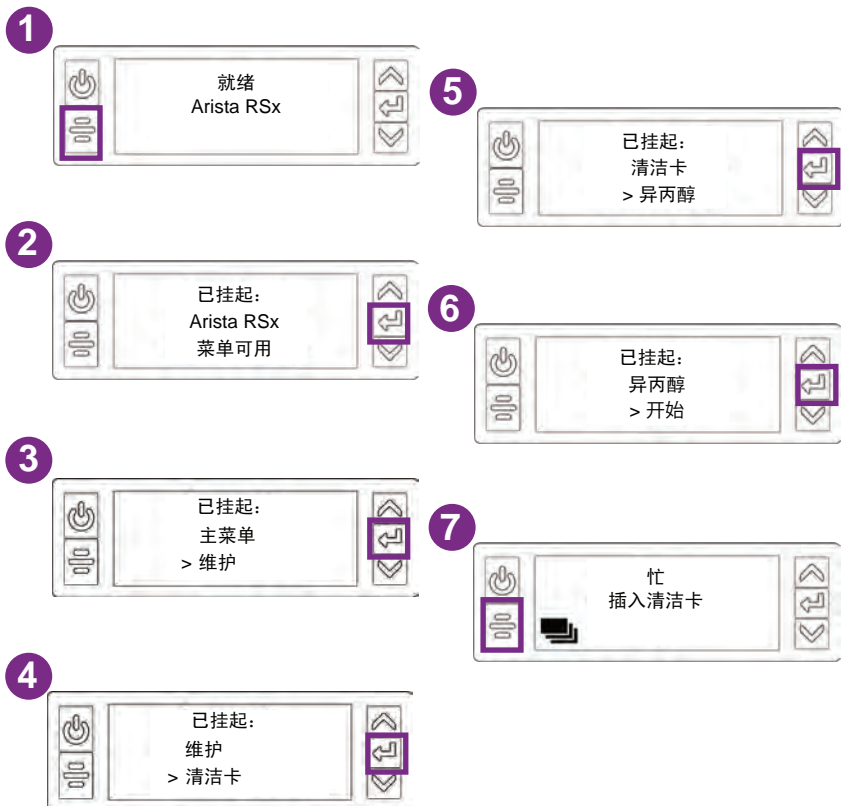 1
就绪
Arista RSx
2
已挂起：
Arista RSx
菜单可用
3
已挂起：
主菜单
> 维护
4
已挂起：
维护
> 清洁卡
5
已挂起：
清洁卡
> 异丙醇
6
已挂起：
异丙醇
> 开始
7
忙
插入清洁卡